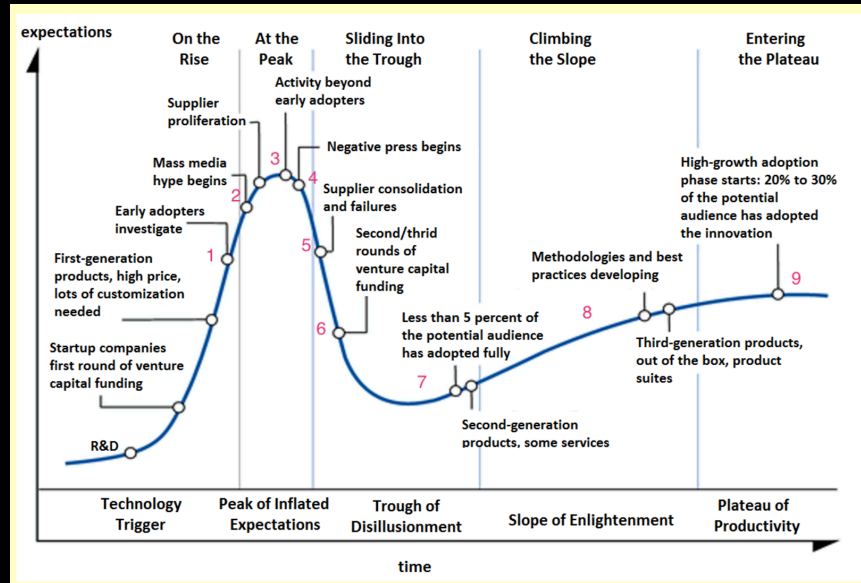 expectations
On the
Rise
At the
Peak
Sliding Into
the Trough
Climbing
the Slope
Entering
the Plateau
Activity beyond
early adopters
Supplier
proliferation
3
Negative press begins
Mass media
hype begins
2
4
Supplier consolidation
and failures
High-growth adoption
phase starts: 20% to 30%
of the potential
audience has adopted
the innovation
Early adopters
investigate
1
5
Second/thrid
rounds of
venture capital
funding
First-generation
products, high price,
lots of customization
needed
Methodologies and best
practices developing
9
6
Less than 5 percent of
the potential audience
has adopted fully
8
Startup companies
first round of venture
capital funding
Third-generation products,
out of the box, product
suites
7
Second-generation
products, some services
R&D
Technology
Trigger
Peak of Inflated
Expectations
Trough of
Disillusionment
Slope of Enlightenment
Plateau of
Productivity
time